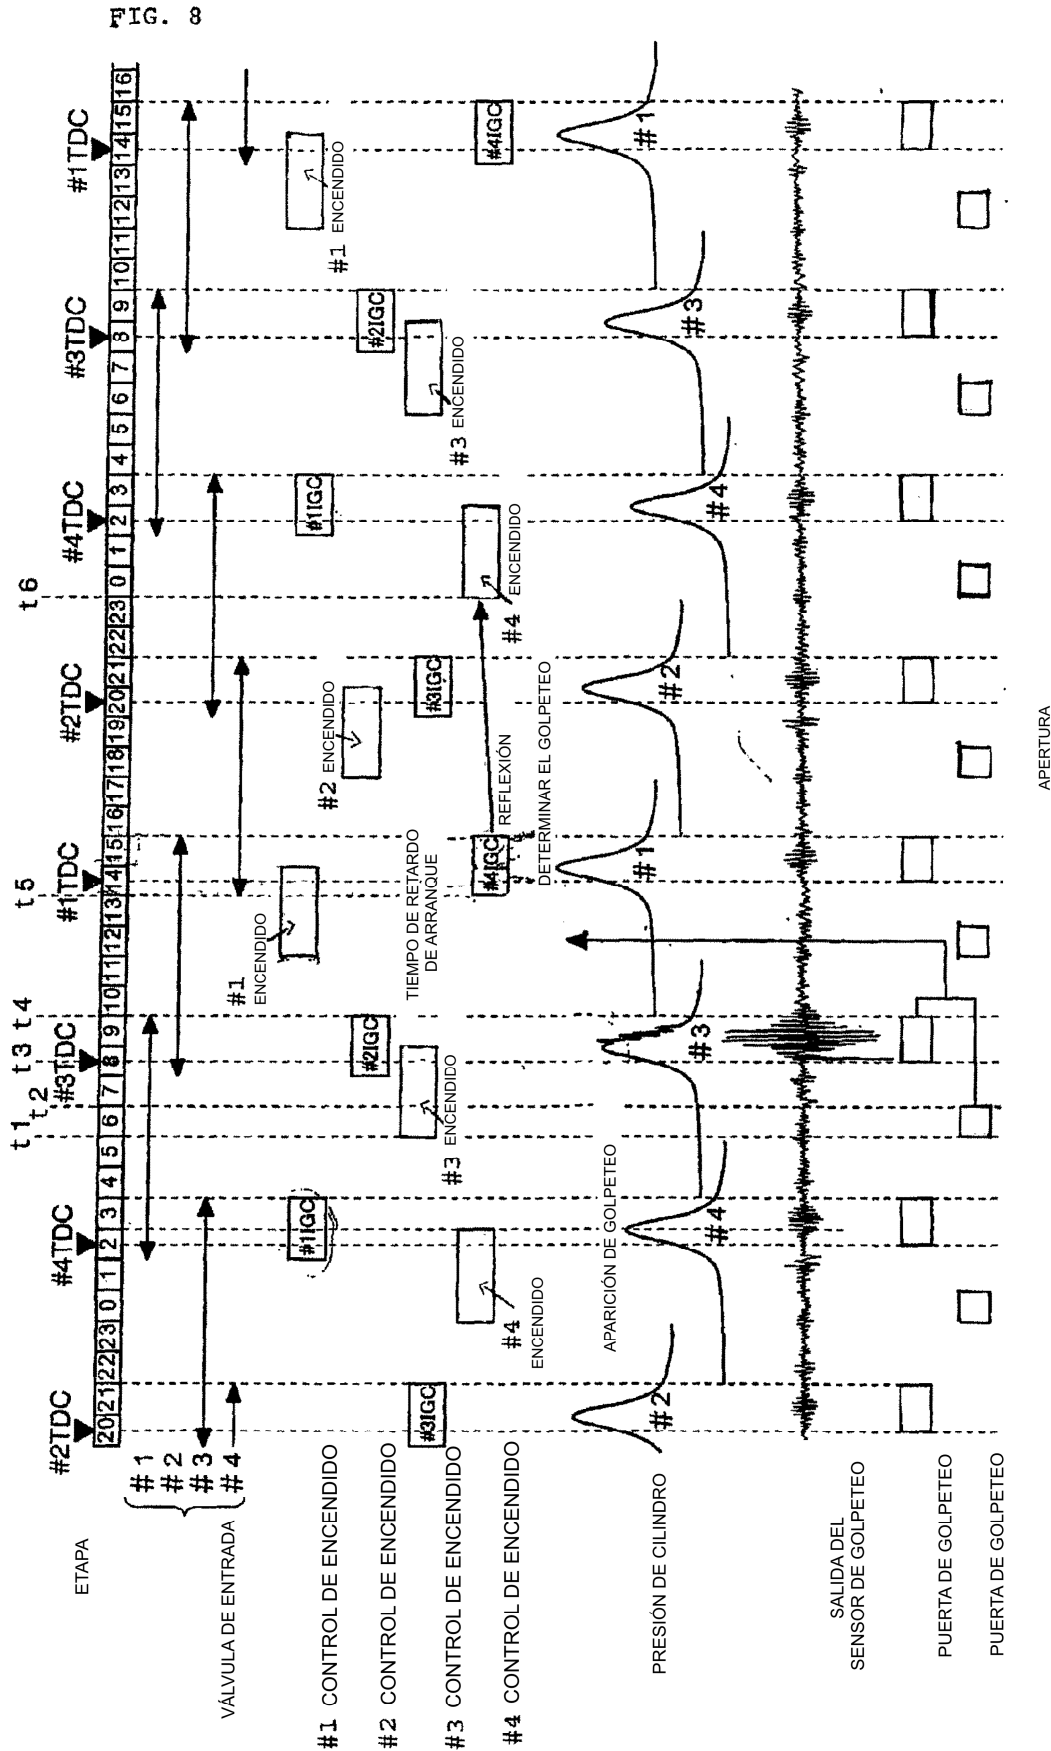 FIG. 8
t1
t2
t3
t4
t5
t6
#2TDC
#4TDC
#3TDC
#1TDC
#2TDC
#4TDC
#3TDC
#1TDC
ETAPA
20 21 22 23 0 1 2 3 4 5 6 7 8 9 10 11 12 13 14 15 16 17 18 19 20 21 22 23 0 1 2 3 4 5 6 7 8 9 10 11 12 13 14 15 16
VÁLVULA DE ENTRADA
#1
#2
#3
#4
#1 CONTROL DE ENCENDIDO
#1IGC
#1
ENCENDIDO
#1IGC
#1 ENCENDIDO
#2 CONTROL DE ENCENDIDO
#2IGC
#2 ENCENDIDO
#2IGC
#3 CONTROL DE ENCENDIDO
#3IGC
#3 ENCENDIDO
TIEMPO DE RETARDO
DE ARRANQUE
#3IGC
#3 ENCENDIDO
#4 CONTROL DE ENCENDIDO
#4
ENCENDIDO
#4IGC
REFLEXIÓN
#4 ENCENDIDO
#4IGC
DETERMINAR EL GOLPETEO
APARICIÓN DE GOLPETEO
PRESIÓN DE CILINDRO
#2
#4
#3
#1
#2
#4
#3
#1
SALIDA DEL
SENSOR DE GOLPETEO
PUERTA DE GOLPETEO
PUERTA DE GOLPETEO
APERTURA